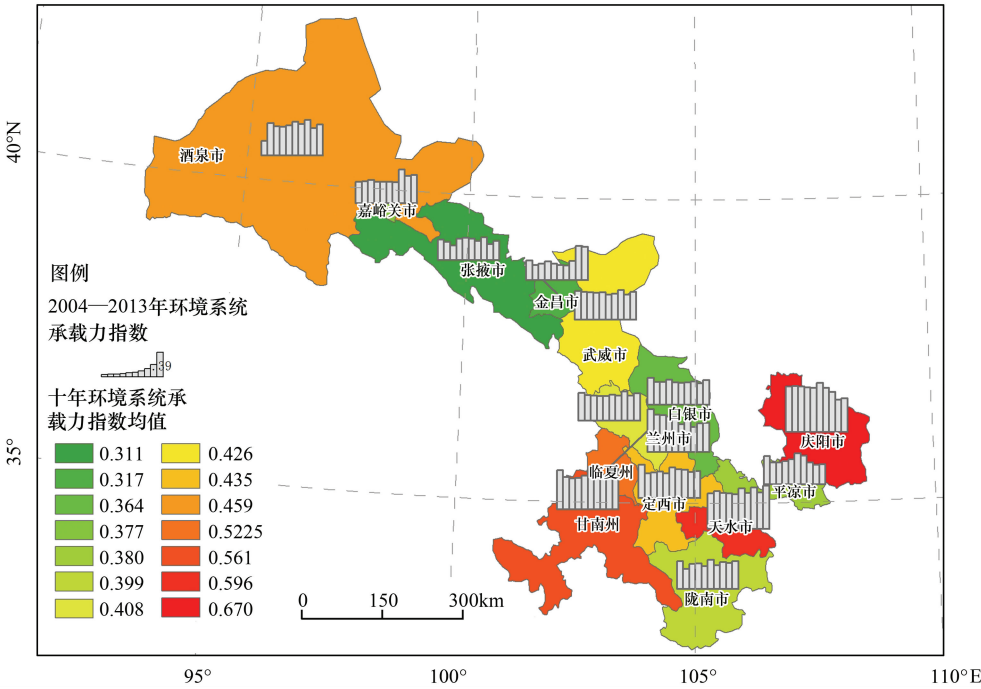 40°N
35°
酒泉市
嘉峪关市
张掖市
金昌市
武威市
白银市
兰州市
临夏州
定西市
甘南州
庆阳市
平凉市
天水市
陇南市
图例
2004—2013年环境系统
承载力指数
39
十年环境系统承
载力指数均值
0.311 0.426
0.317 0.435
0.364 0.459
0.377 0.5225
0.380 0.561
0.399 0.596
0.408 0.670
0 150 300km
95° 100° 105° 110°E